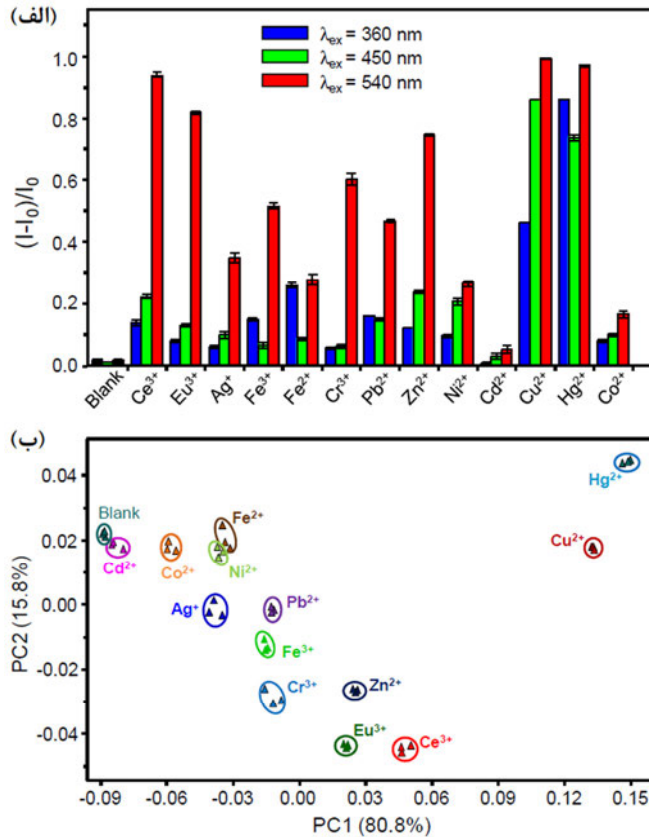 (الف)
λex = 360 nm
λex = 450 nm
λex = 540 nm
(I-I₀)/I₀
1.0
0.8
0.6
0.4
0.2
0.0
Blank Ce³⁺ Eu³⁺ Ag⁺ Fe³⁺ Fe²⁺ Cr³⁺ Pb²⁺ Zn²⁺ Ni²⁺ Cd²⁺ Cu²⁺ Hg²⁺ Co²⁺
(ب)
PC2 (15.8%)
0.04
0.02
0.00
-0.02
-0.04
Hg²⁺
Blank
Fe²⁺
Cu²⁺
Cd²⁺
Co²⁺
Ni²⁺
Ag⁺
Pb²⁺
Fe³⁺
Cr³⁺
Zn²⁺
Eu³⁺
Ce³⁺
-0.09 -0.06 -0.03 0.00 0.03 0.06 0.09 0.12 0.15
PC1 (80.8%)